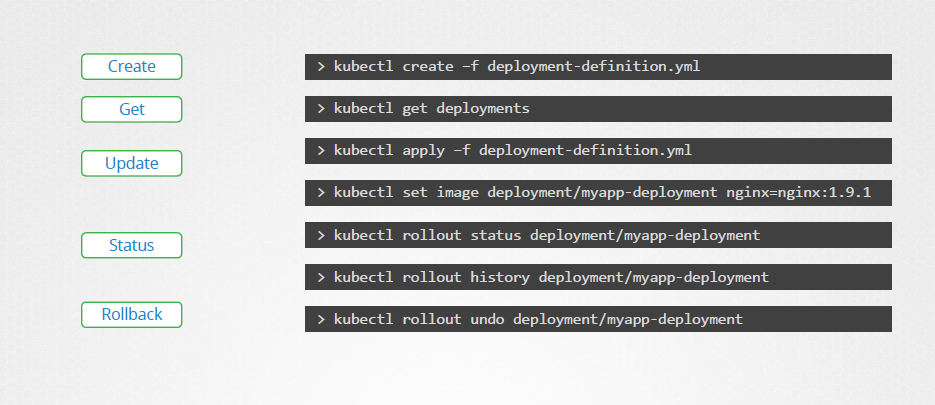 Create
> kubectl create –f deployment-definition.yml
Get
> kubectl get deployments
Update
> kubectl apply –f deployment-definition.yml
> kubectl set image deployment/myapp-deployment nginx=nginx:1.9.1
Status
> kubectl rollout status deployment/myapp-deployment
> kubectl rollout history deployment/myapp-deployment
Rollback
> kubectl rollout undo deployment/myapp-deployment